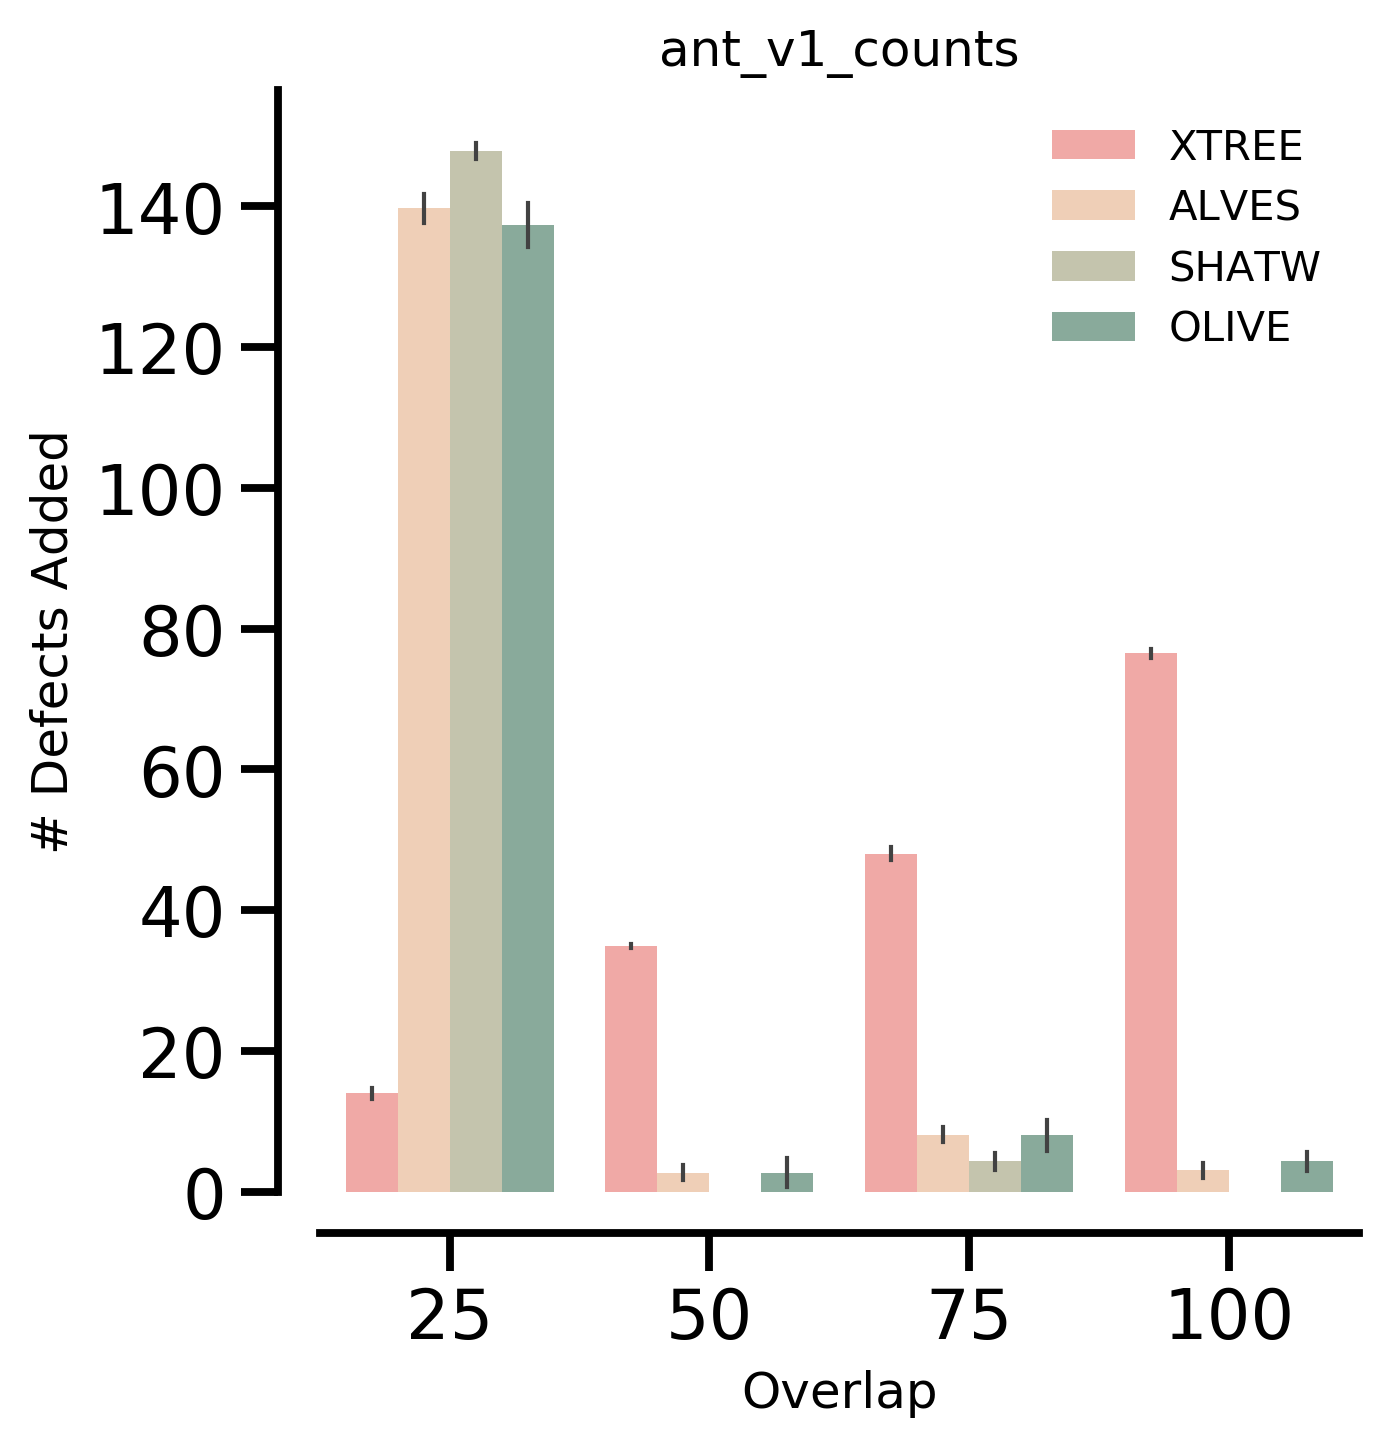 ant_v1_counts
XTREE
ALVES
SHATW
OLIVE
# Defects Added
140
120
100
80
60
40
20
0
25 50 75 100
Overlap